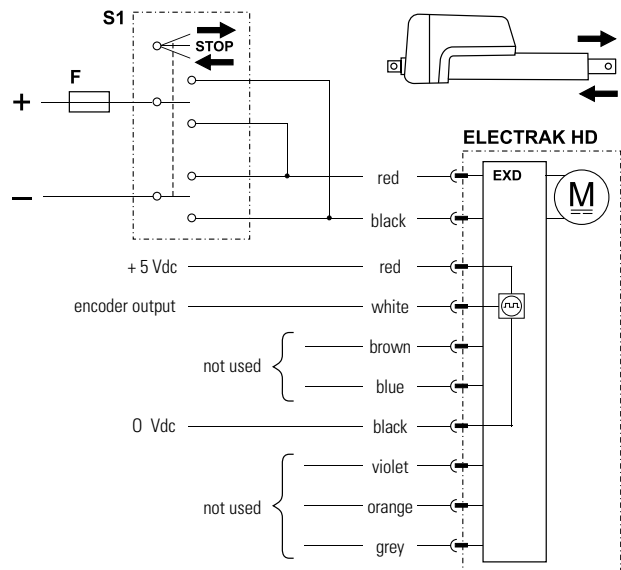 S1
STOP
F
+
–
ELECTRAK HD
EXD
M
red
black
+ 5 Vdc red
encoder output white
not used
brown
blue
0 Vdc black
not used
violet
orange
grey